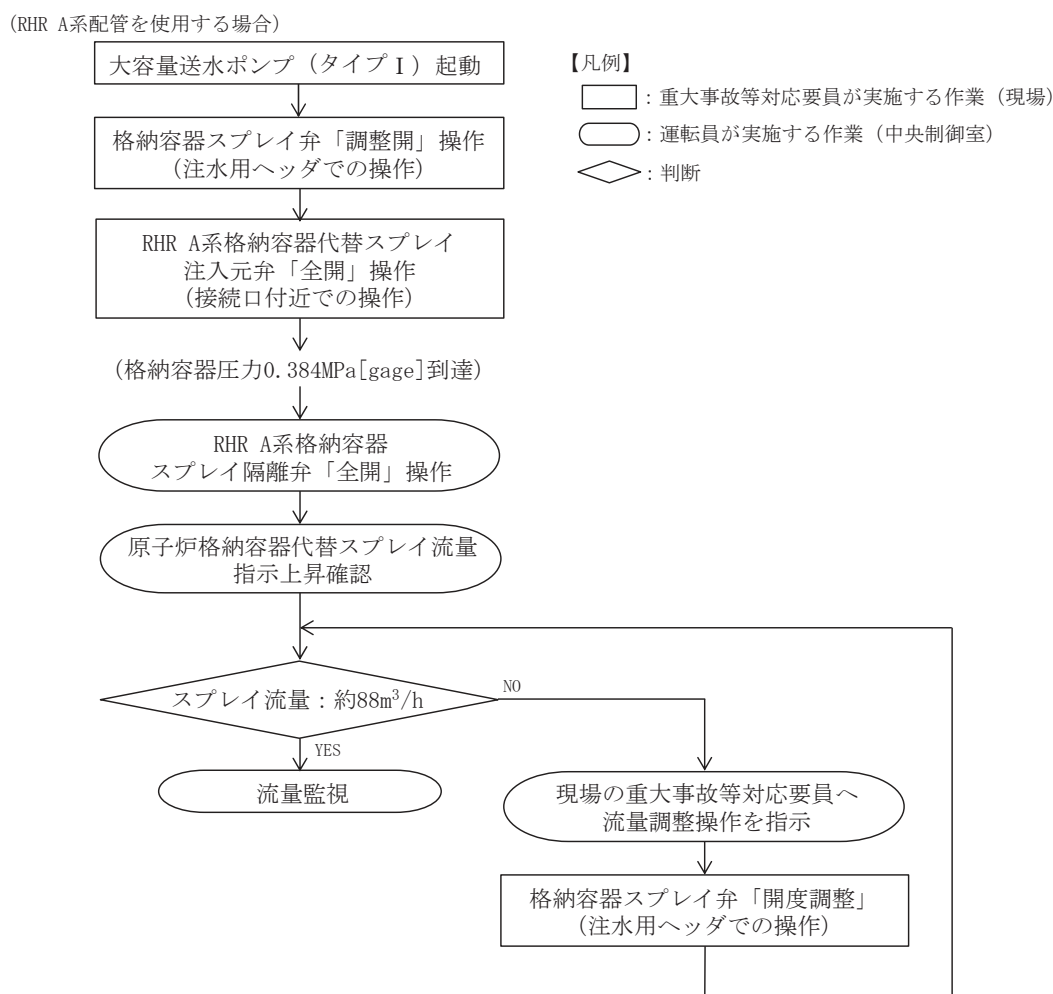 (RHR A系配管を使用する場合)
大容量送水ポンプ（タイプⅠ）起動
格納容器スプレイ弁「調整開」操作
(注水用ヘッダでの操作)
RHR A系格納容器代替スプレイ
注入元弁「全開」操作
(接続口付近での操作)
(格納容器圧力0.384MPa[gage]到達)
RHR A系格納容器
スプレイ隔離弁「全開」操作
原子炉格納容器代替スプレイ流量
指示上昇確認
スプレイ流量：約88m³/h
NO
YES
流量監視
現場の重大事故等対応要員へ
流量調整操作を指示
格納容器スプレイ弁「開度調整」
(注水用ヘッダでの操作)
【凡例】
：重大事故等対応要員が実施する作業（現場）
：運転員が実施する作業（中央制御室）
：判断